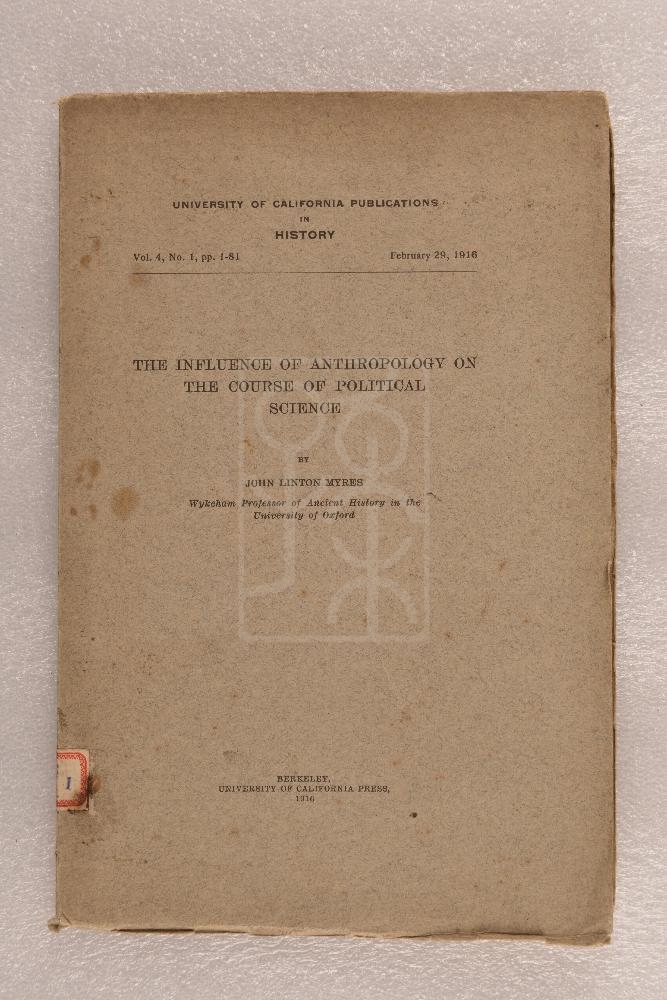 UNIVERSITY OF CALIFORNIA PUBLICATIONS
IN
HISTORY
Vol. 4, No. 1, pp. 1-81 February 29, 1916
THE INFLUENCE OF ANTHROPOLOGY ON
THE COURSE OF POLITICAL
SCIENCE
BY
JOHN LINTON MYRES
Wykeham Professor of Ancient History in the
University of Oxford
1
BERKELEY,
UNIVERSITY OF CALIFORNIA PRESS,
1916